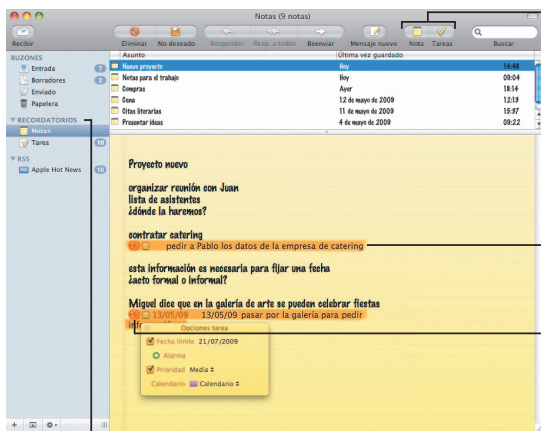 Notas (9 notas)
Recibir Eliminar No deseado Responder Resp. a todos Reenviar Mensaje nuevo Nota Tareas Buscar
BUZONES
Entrada 7
Borradores 2
Enviado
Papelera
RECORDATORIOS
Notas
Tarea 10
RSS
RSS Apple Hot News 10
Asunto Última vez guardado
Nuevo proyecto Hoy 14:48
Notas para el trabajo Hoy 09:04
Compras Ayer 18:14
Cena 12 de mayo de 2009 12:13
Citas literarias 11 de mayo de 2009 15:37
Presentar ideas 4 de mayo de 2009 09:22
Proyecto nuevo
organizar reunión con Juan
lista de asistentes
¿dónde la haremos?
contratar catering
pedir a Pablo los datos de la empresa de catering
esta información es necesaria para fijar una fecha
¿acto formal o informal?
Miguel dice que en la galería de arte se pueden celebrar fiestas
13/05/09 13/05/09 pasar por la galería para pedir
Opciones tarea
Fecha límite 21/07/2009
Alarma
Prioridad Media
Calendario Calendario